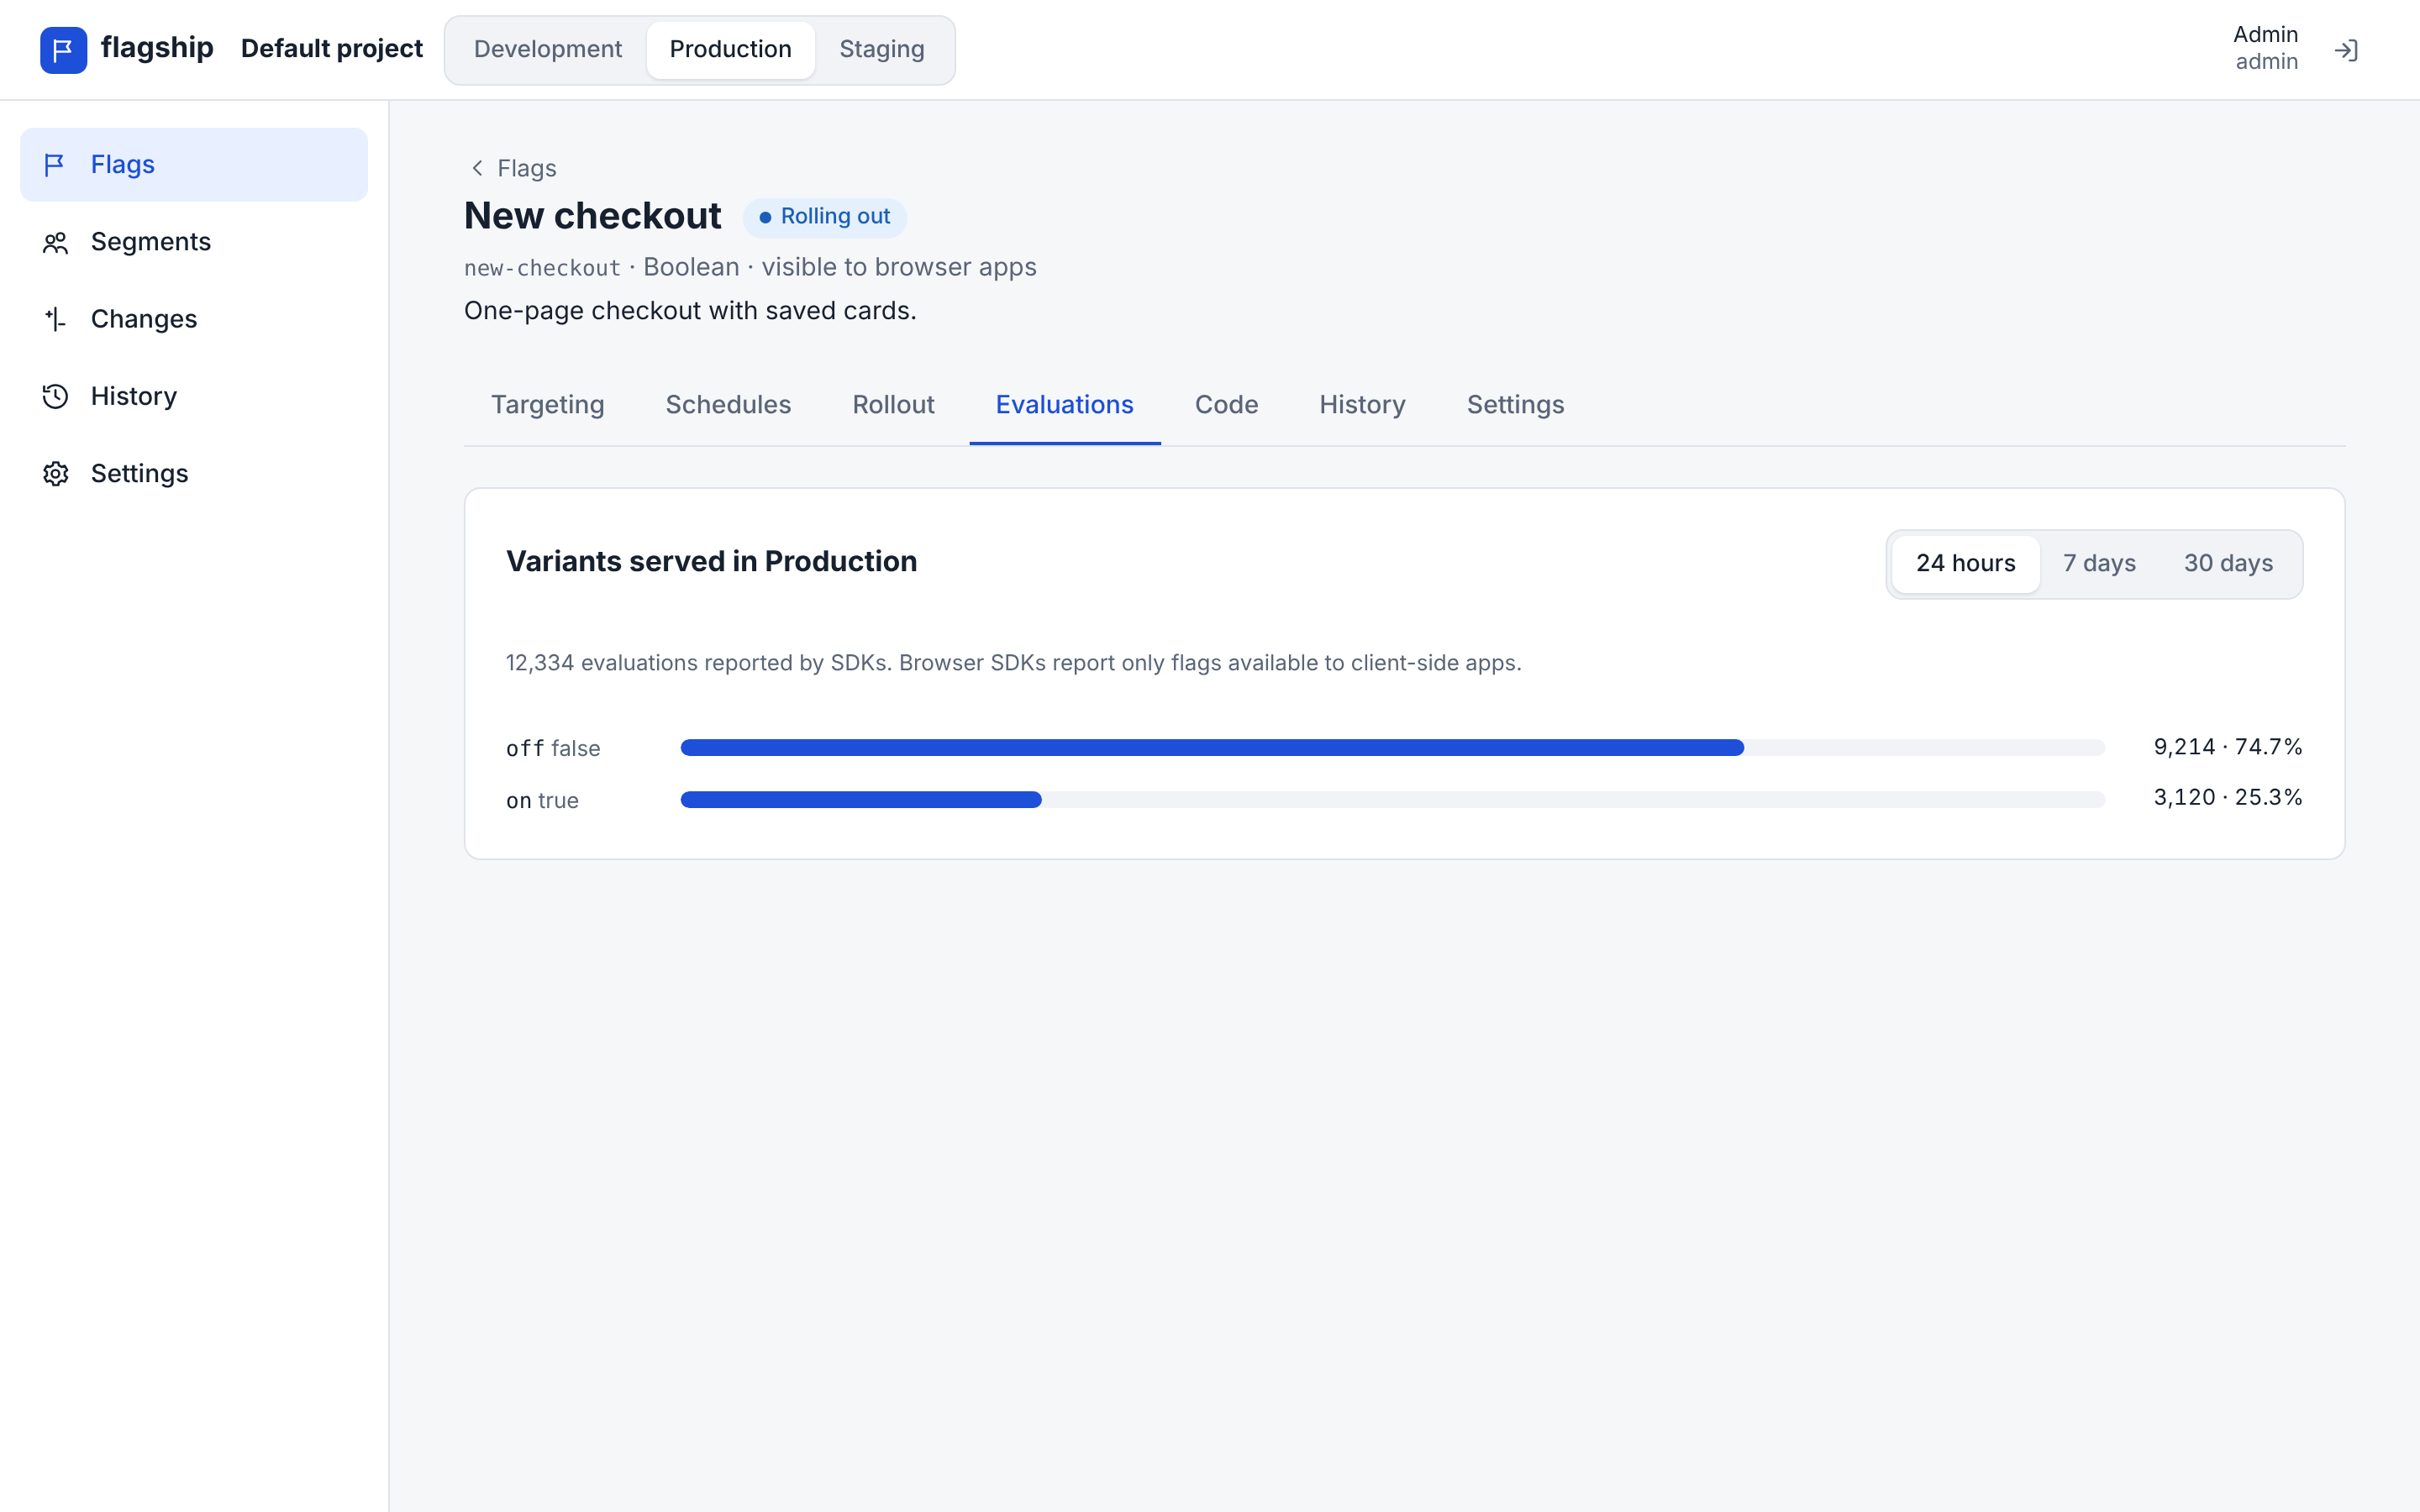 flagship Default project Development Production Staging Admin
admin
Flags
Segments
Changes
History
Settings
Flags
New checkout Rolling out
new-checkout · Boolean · visible to browser apps
One-page checkout with saved cards.
Targeting Schedules Rollout Evaluations Code History Settings
Variants served in Production 24 hours 7 days 30 days
12,334 evaluations reported by SDKs. Browser SDKs report only flags available to client-side apps.
off false 9,214 · 74.7%
on true 3,120 · 25.3%